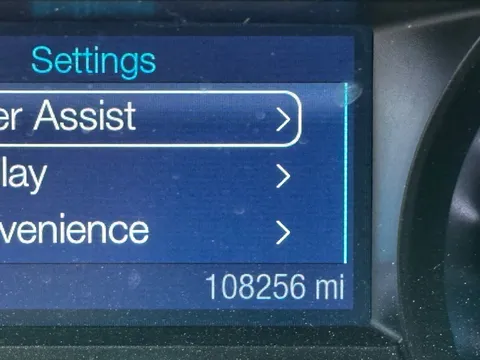 Settings
er Assist
lay
venience
108256 mi